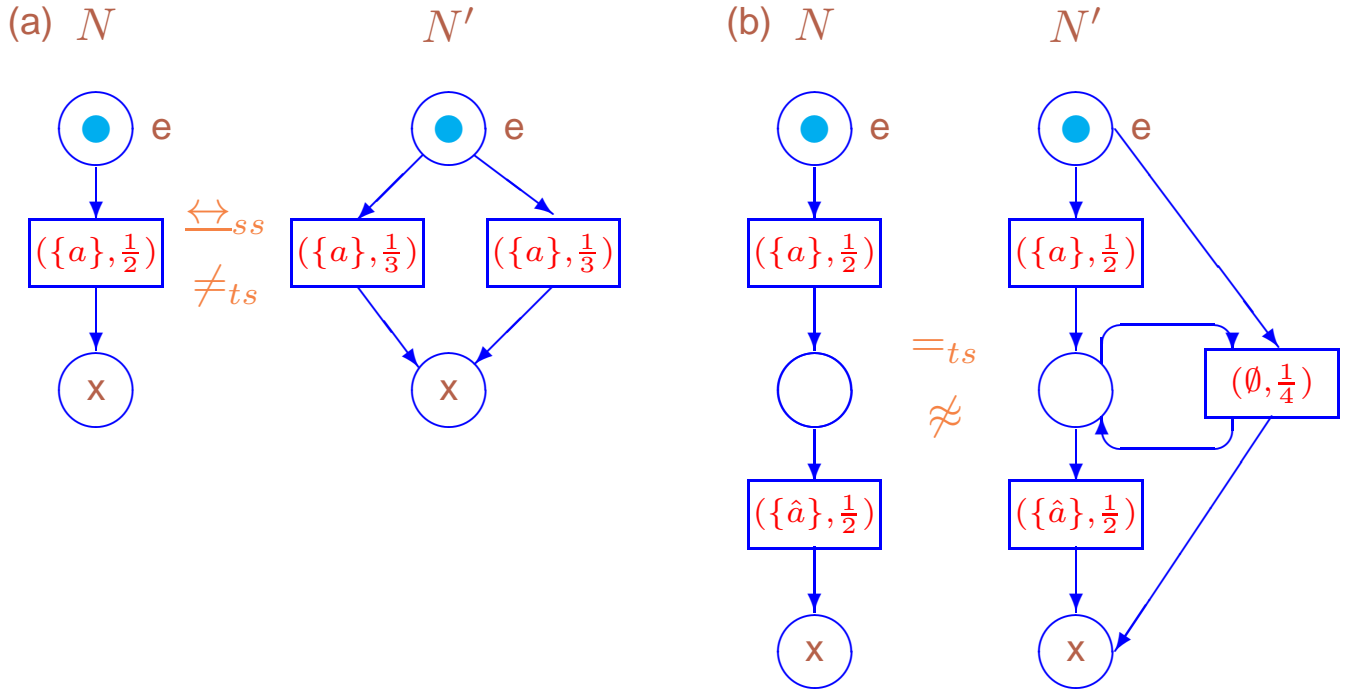 (a) N N′ (b) N N′
e e e e
({a}, 1/2) ↔ss ({a}, 1/3) ({a}, 1/3) ({a}, 1/2) ({a}, 1/2)
≠ts
=ts
x x (∅, 1/4)
≉
({â}, 1/2) ({â}, 1/2)
x x